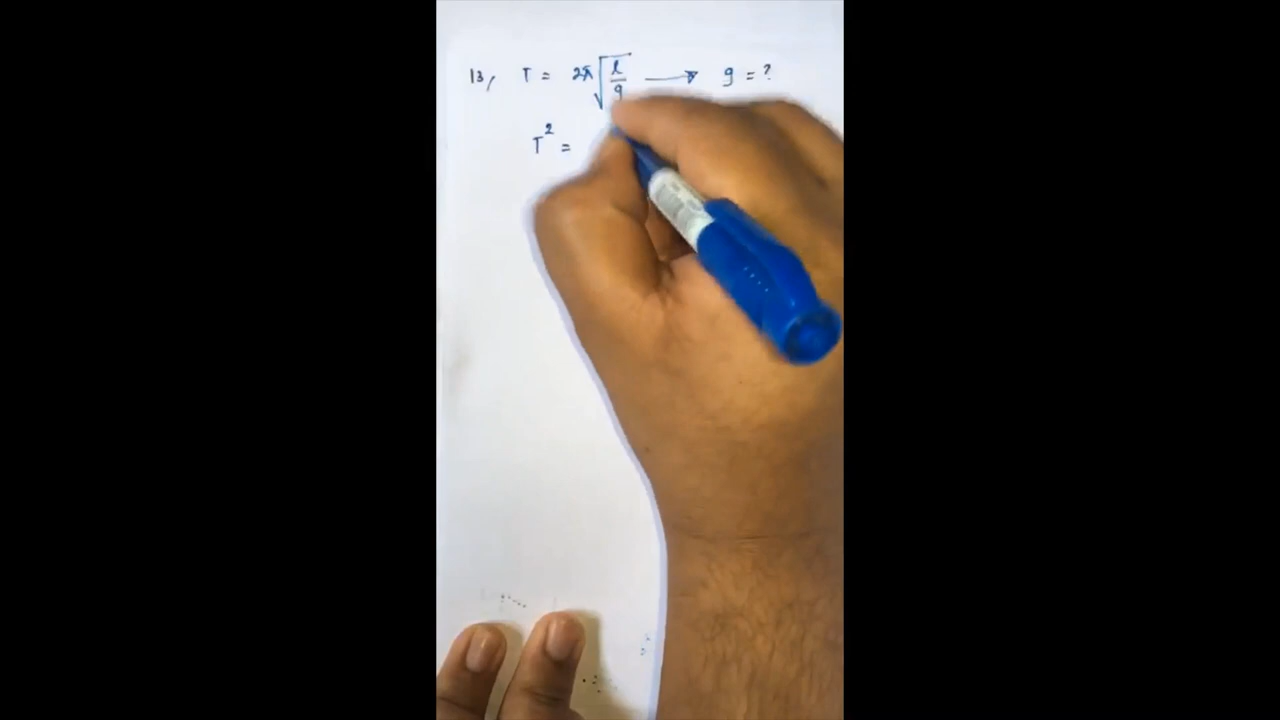 13, T = 2π√(l/g) → g = ?
T² =